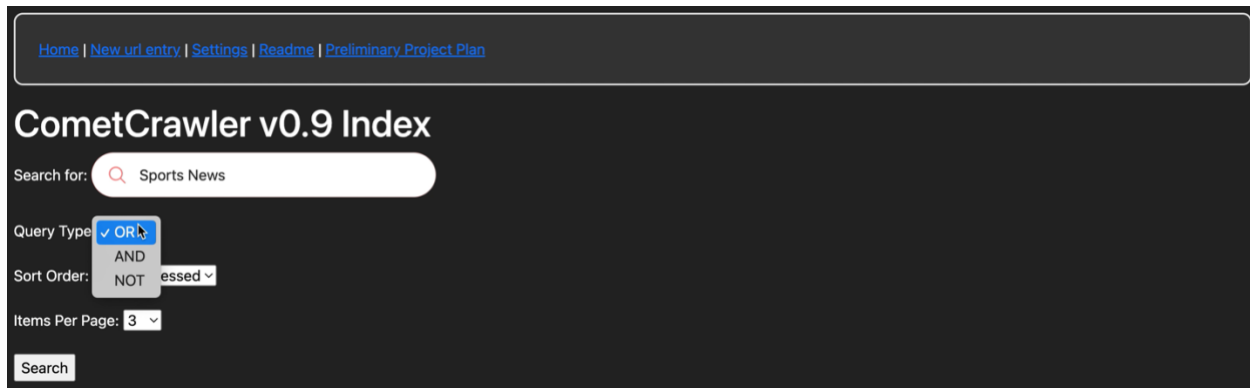 Home | New url entry | Settings | Readme | Preliminary Project Plan
CometCrawler v0.9 Index
Search for: Sports News
Query Type ✓ OR
AND
Sort Order: essed
NOT
Items Per Page: 3
Search